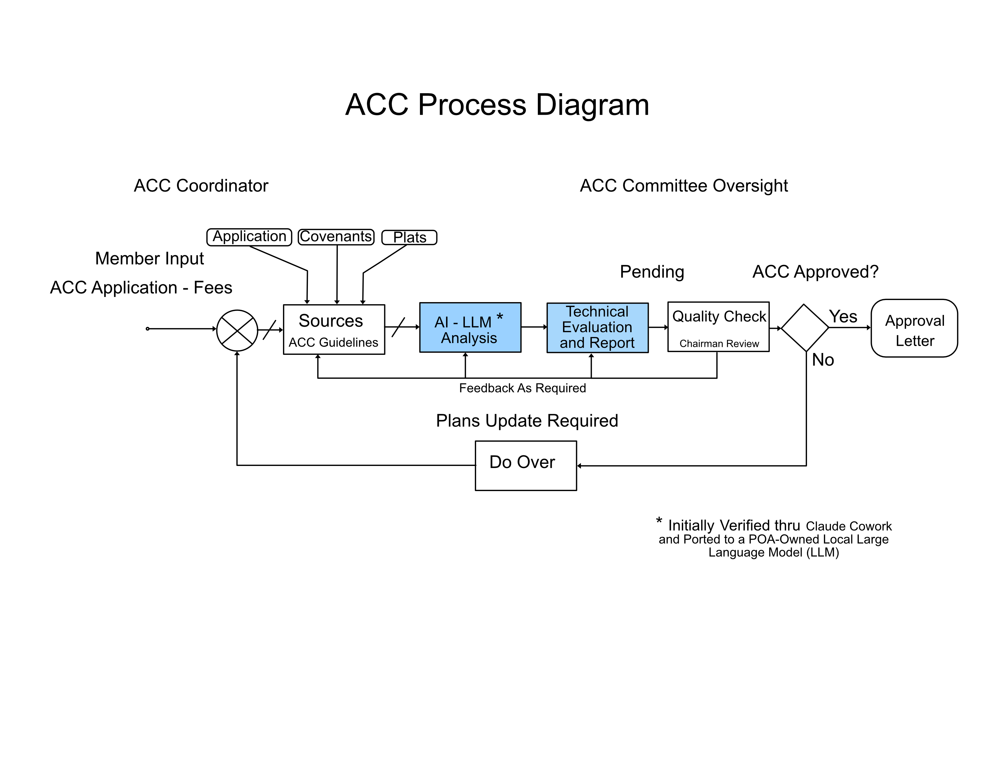 ACC Process Diagram
ACC Coordinator
ACC Committee Oversight
Application
Covenants
Plats
Member Input
ACC Application - Fees
Pending
ACC Approved?
Sources
ACC Guidelines
AI - LLM *
Analysis
Technical
Evaluation
and Report
Quality Check
Chairman Review
Yes
No
Approval
Letter
Feedback As Required
Plans Update Required
Do Over
* Initially Verified thru Claude Cowork
and Ported to a POA-Owned Local Large
Language Model (LLM)